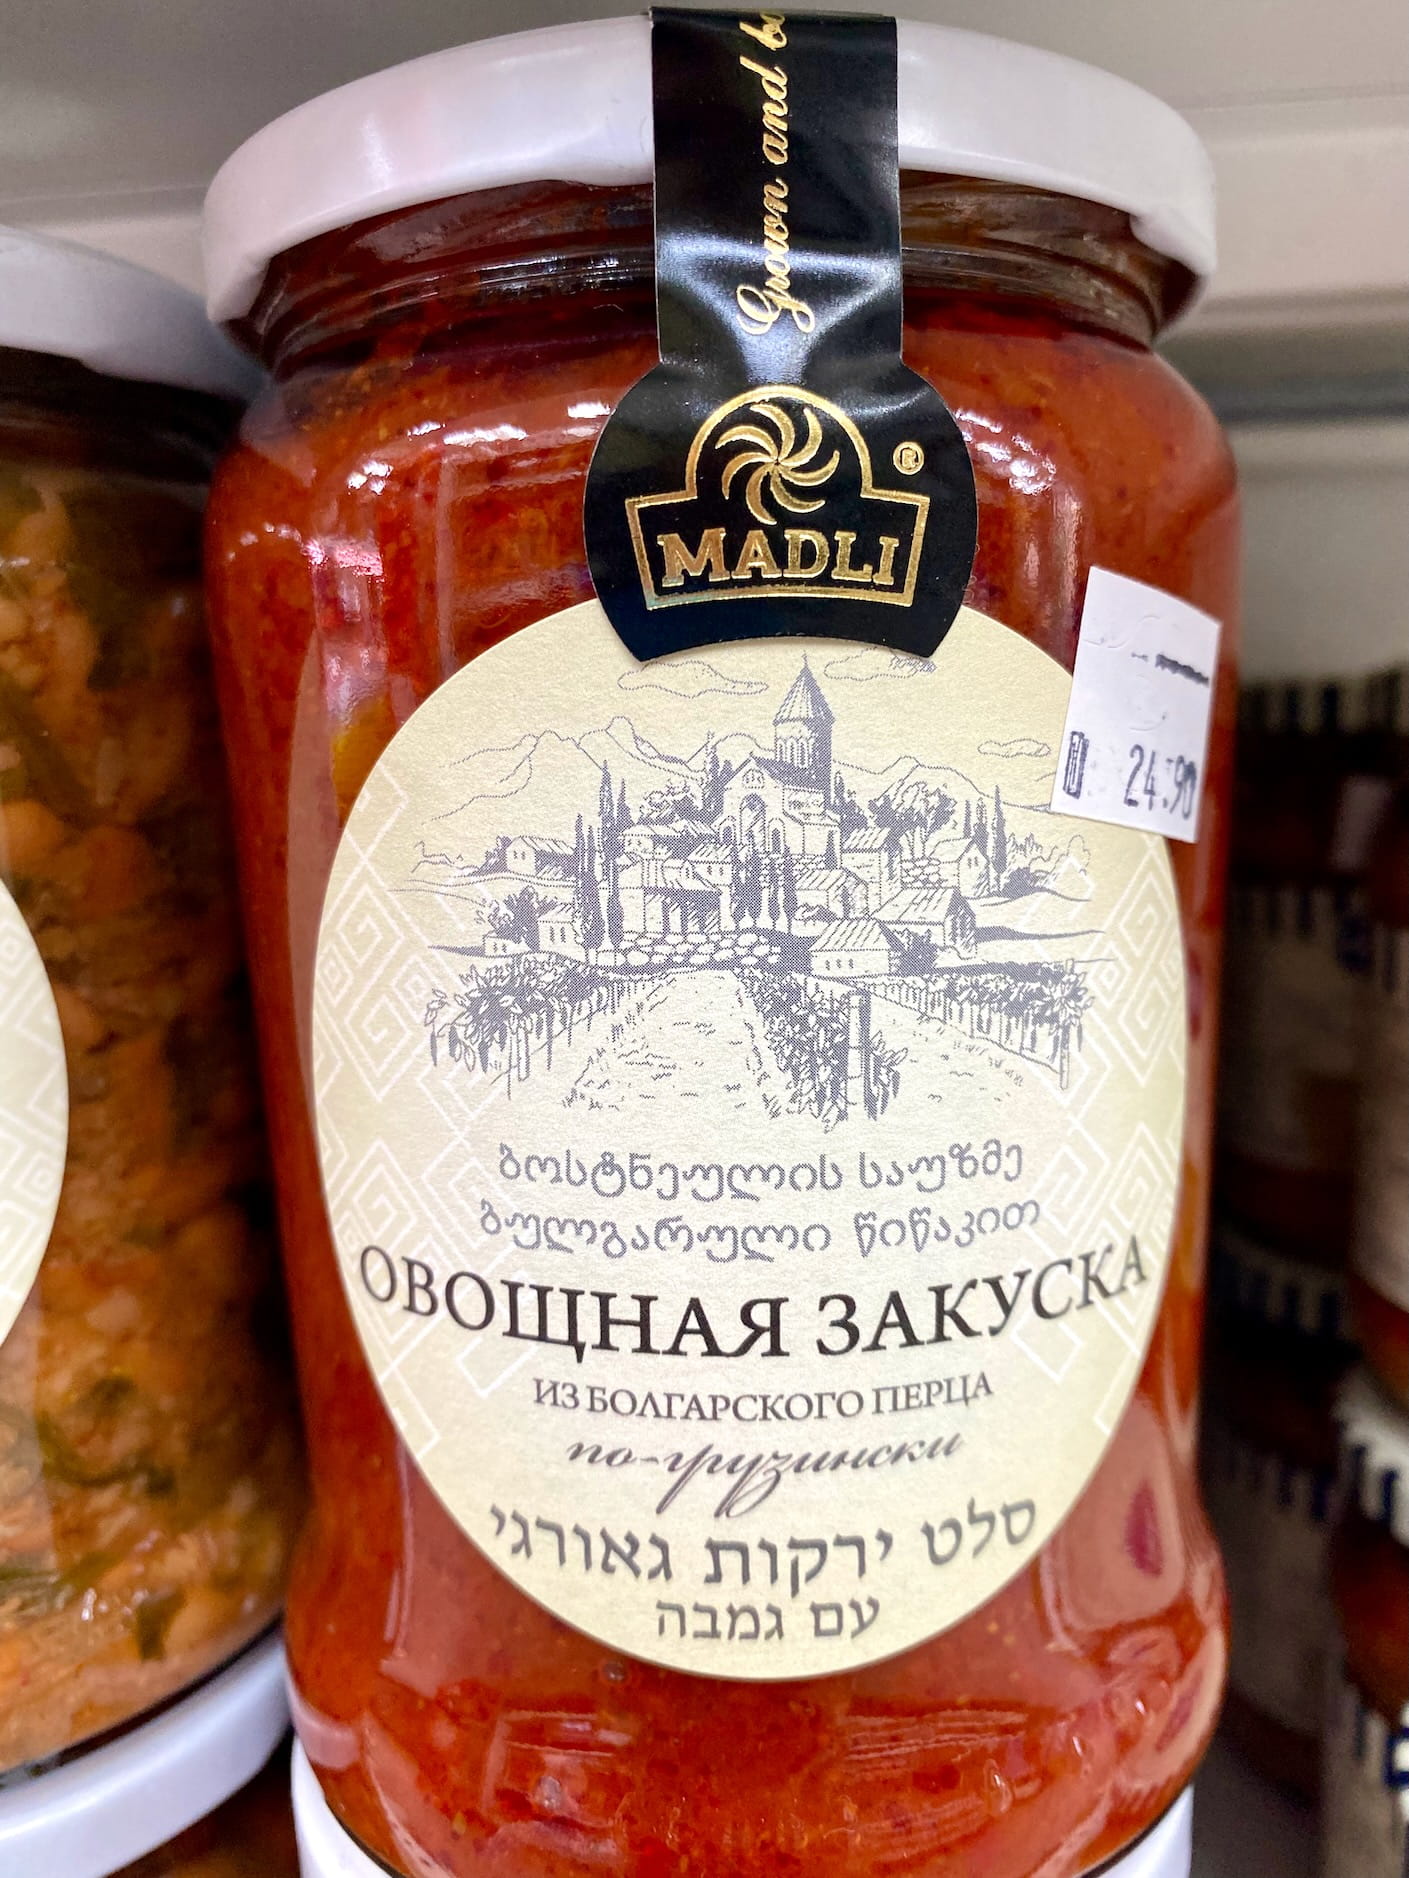 Grown and
MADLI
®
24.90
ბოსტნეულის საუზმე
ბულგარული წიწაკით
ОВОЩНАЯ ЗАКУСКА
ИЗ БОЛГАРСКОГО ПЕРЦА
по-грузински
סלט ירקות גאורגי
עם גמבה